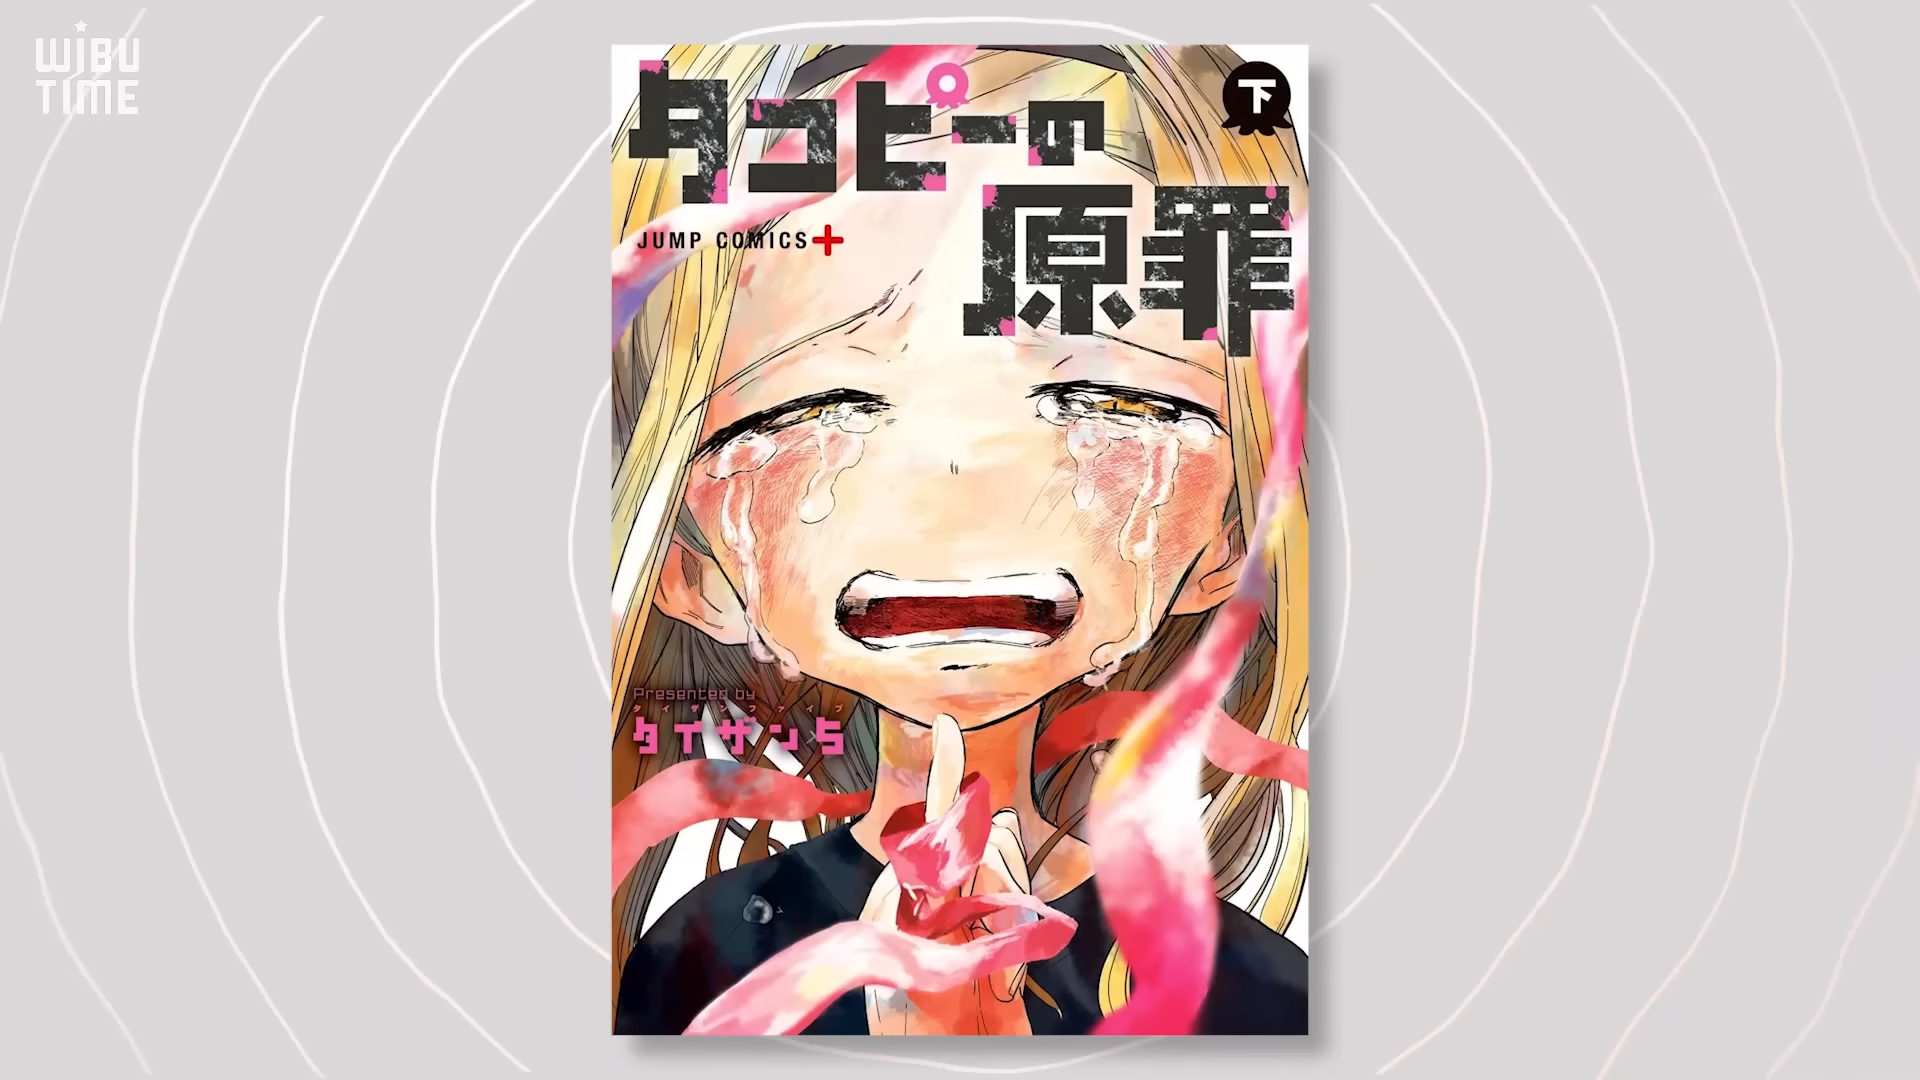 WIBU
TIME
タコピーの
原罪
下
JUMP COMICS+
Presented by
タイザンファイブ
タイザン5